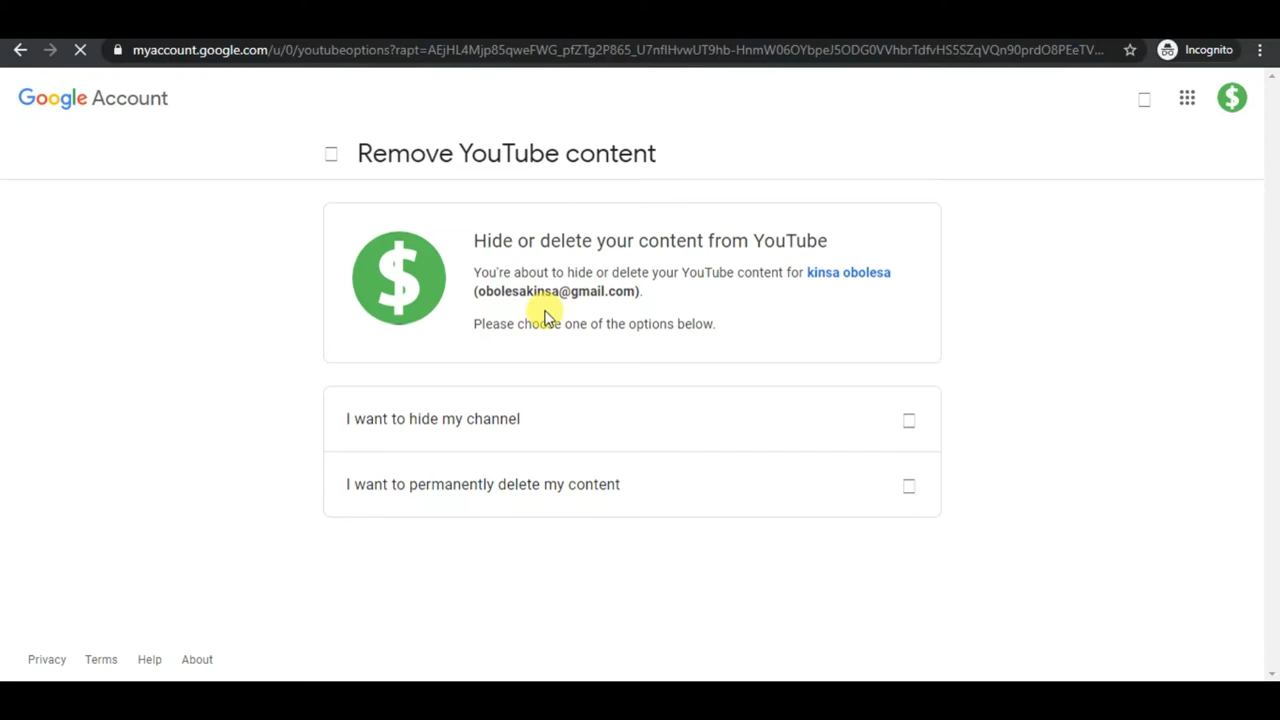 myaccount.google.com/u/0/youtubeoptions?rapt=
Incognito
Google Account
Remove YouTube content
Hide or delete your content from YouTube
You're about to hide or delete your YouTube content for kinsa obolesa
(obolesakinsa@gmail.com).
Please choose one of the options below.
I want to hide my channel
I want to permanently delete my content
Privacy Terms Help About